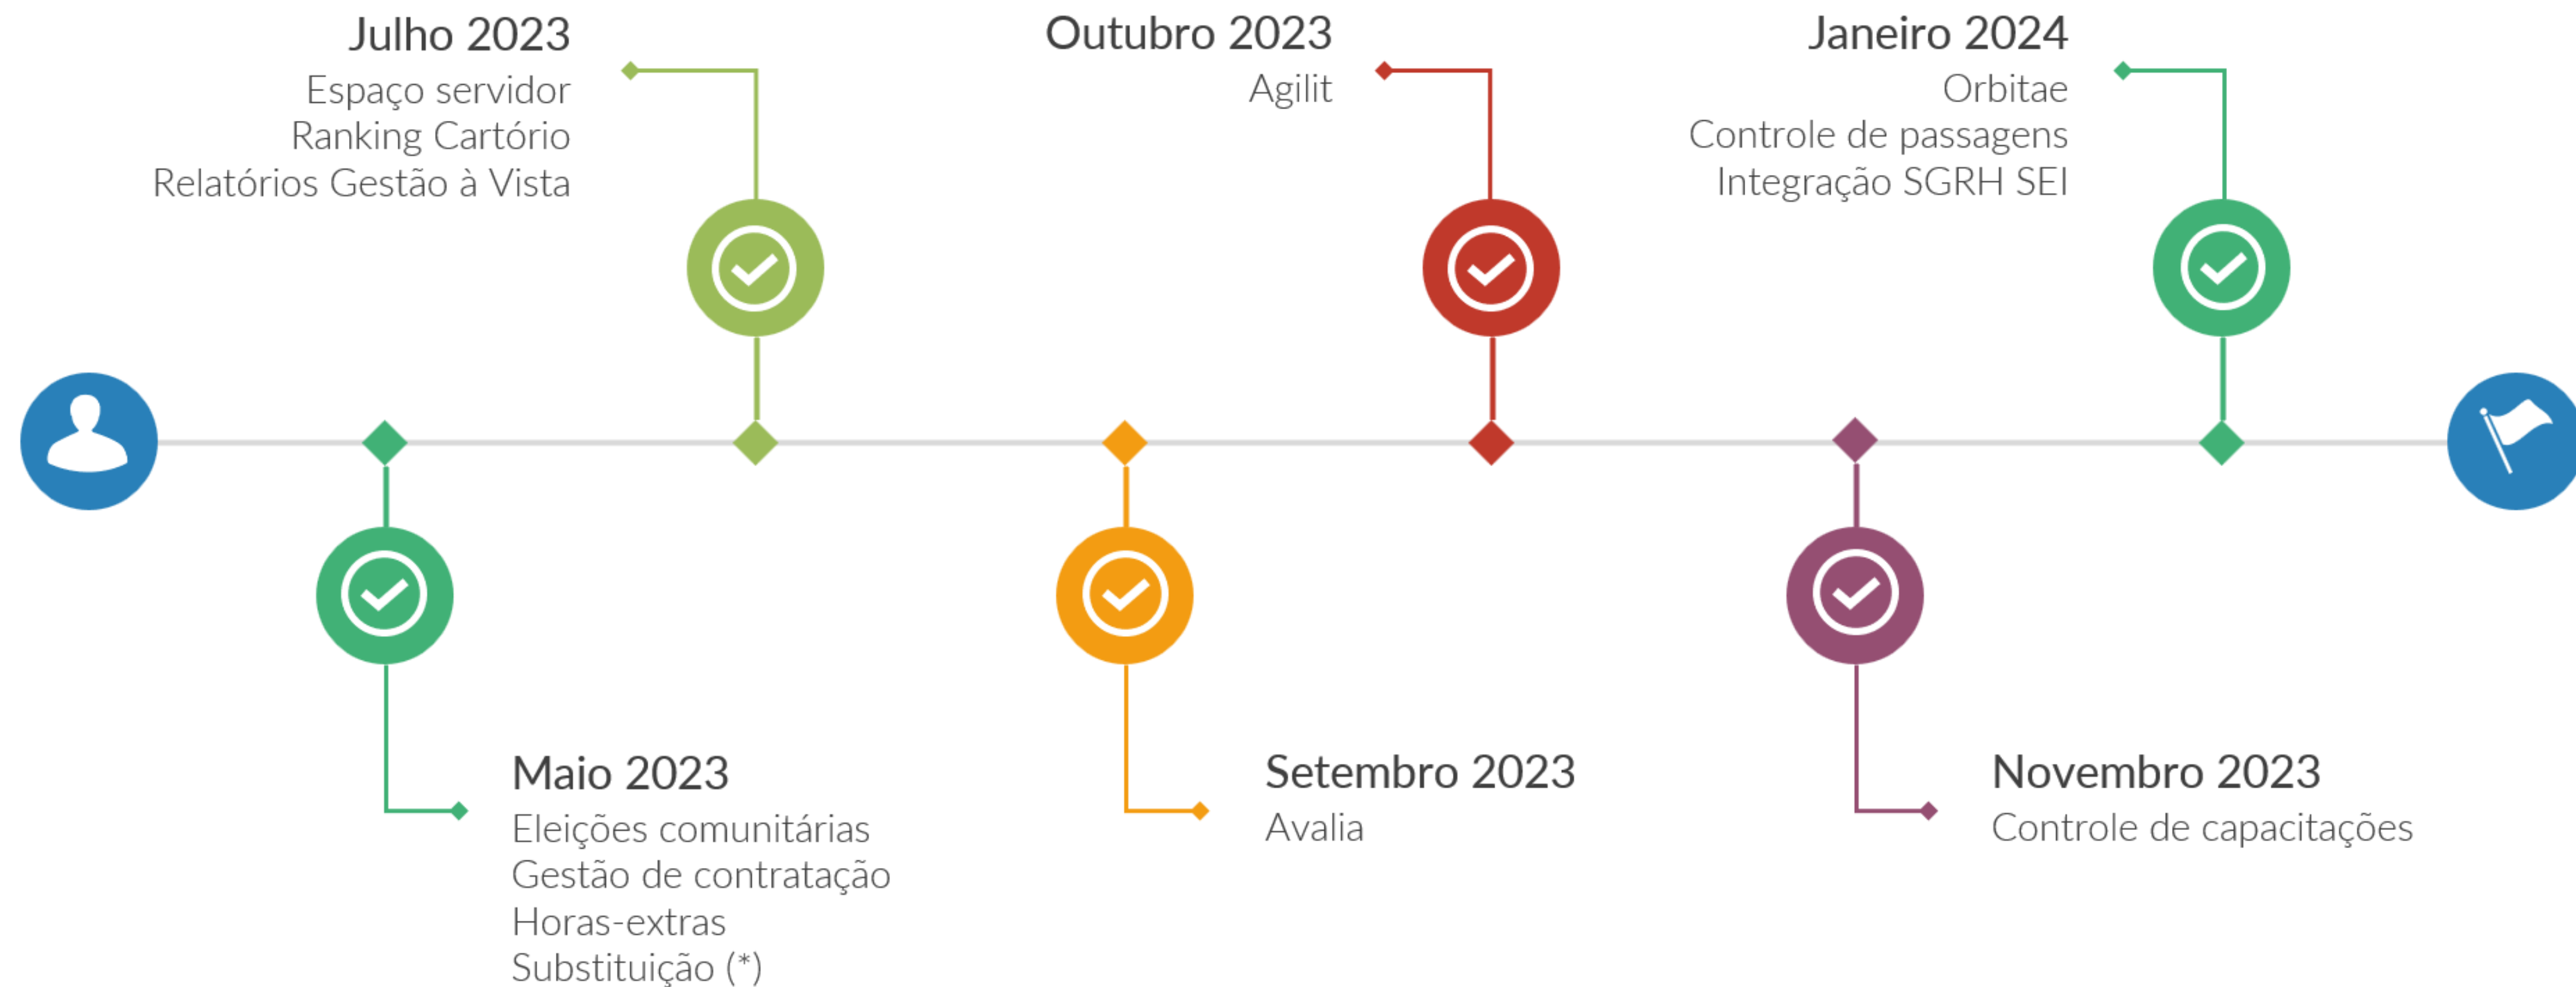 Julho 2023
Espaço servidor
Ranking Cartório
Relatórios Gestão à Vista
Outubro 2023
Agilit
Janeiro 2024
Orbitae
Controle de passagens
Integração SGRH SEI
Maio 2023
Eleições comunitárias
Gestão de contratação
Horas-extras
Substituição (*)
Setembro 2023
Avalia
Novembro 2023
Controle de capacitações